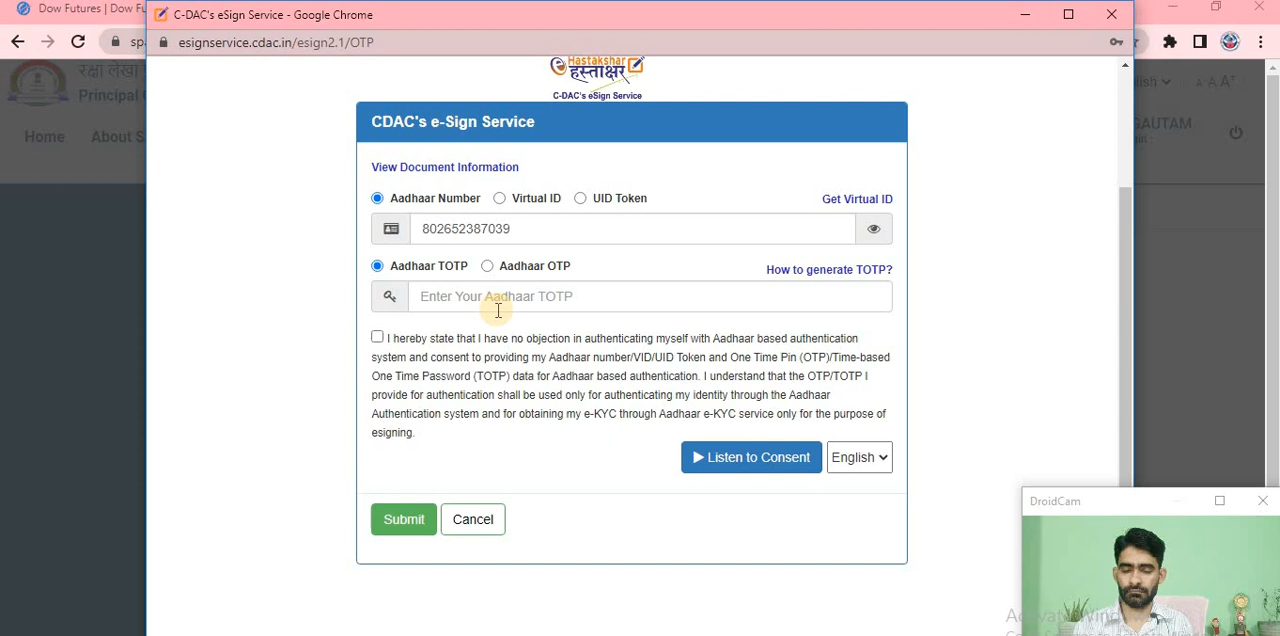 Dow Futures | Dow Fu
C-DAC's eSign Service - Google Chrome
esignservice.cdac.in/esign2.1/OTP
रक्षा लेखा
Principal
Home About S
GAUTAM
Hastakshar
हस्ताक्षर
C-DAC's eSign Service
CDAC's e-Sign Service
View Document Information
Aadhaar Number Virtual ID UID Token Get Virtual ID
802652387039
Aadhaar TOTP Aadhaar OTP How to generate TOTP?
Enter Your Aadhaar TOTP
I hereby state that I have no objection in authenticating myself with Aadhaar based authentication
system and consent to providing my Aadhaar number/VID/UID Token and One Time Pin (OTP)/Time-based
One Time Password (TOTP) data for Aadhaar based authentication. I understand that the OTP/TOTP I
provide for authentication shall be used only for authenticating my identity through the Aadhaar
Authentication system and for obtaining my e-KYC through Aadhaar e-KYC service only for the purpose of
esigning.
Listen to Consent English
Submit Cancel
DroidCam